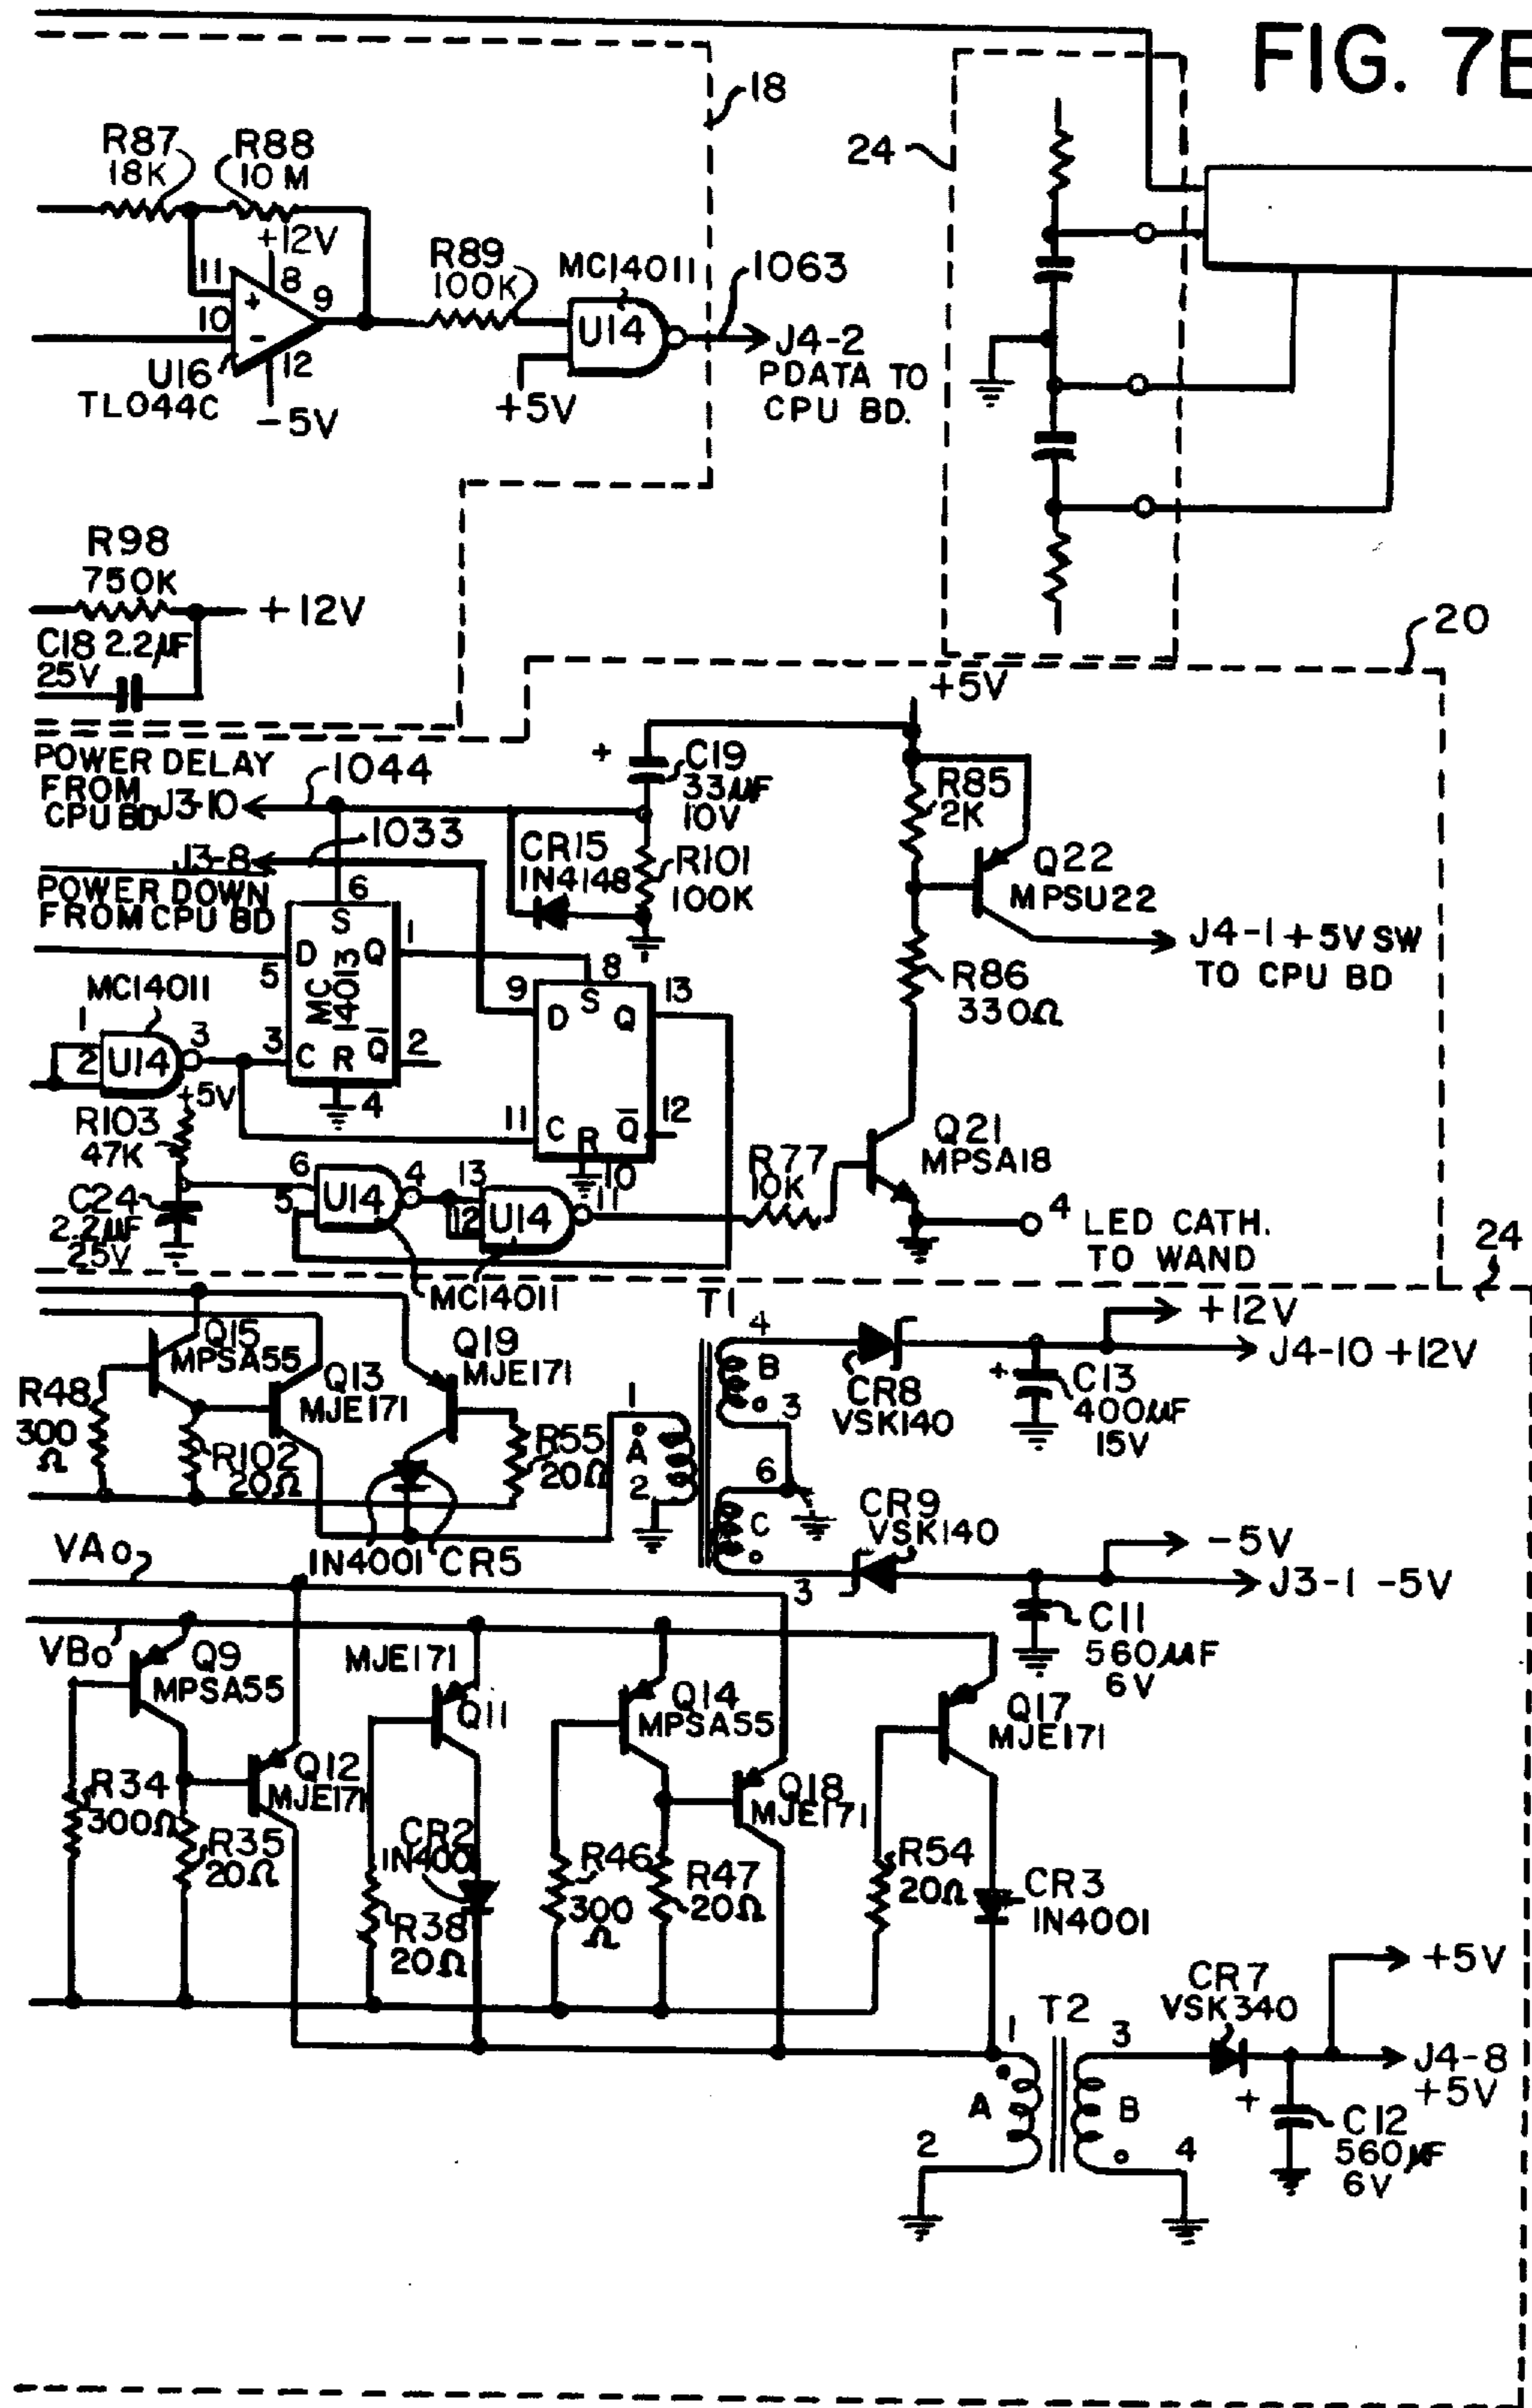 FIG. 7E
18
24
R87
18K
R88
10 M
+12V
11
8
9
10
+
-
12
U16
TL044C
-5V
R89
100K
MC14011
U14
+5V
1063
J4-2
PDATA TO
CPU BD.
R98
750K
+12V
C18 2.2µF
25V
20
+5V
POWER DELAY
FROM
CPU BD J3-10
1044
+
C19
33µF
10V
R85
2K
1033
J3-8
POWER DOWN
FROM CPU BD
CR15
1N4148
R101
100K
Q22
MPSU22
J4-1 +5V SW
TO CPU BD
R86
330Ω
6
S
D
Q
1
5
MC
14013
3
C
R
Q
2
4
MC14011
1
2
U14
3
9
8
13
D
S
Q
11
C
R
Q
12
10
+5V
R103
47K
C24
2.2µF
25V
6
5
U14
4
13
12
U14
11
MC14011
R77
10K
Q21
MPSA18
4
LED CATH.
TO WAND
24
Q15
MPSA55
Q13
MJE171
Q19
MJE171
R48
300
Ω
R102
20Ω
R55
20Ω
1N4001 CR5
T1
1
A
2
4
B
3
6
C
3
CR8
VSK140
+12V
J4-10 +12V
+
C13
400µF
15V
CR9
VSK140
-5V
J3-1 -5V
C11
560µµF
6V
VAo
VBo
Q9
MPSA55
MJE171
Q11
Q14
MPSA55
Q17
MJE171
Q12
MJE171
Q18
MJE171
R34
300Ω
R35
20Ω
CR2
1N400
R38
20Ω
R46
300
Ω
R47
20Ω
R54
20Ω
CR3
1N4001
T2
1
A
2
3
B
4
CR7
VSK340
+5V
J4-8
+5V
+
C12
560µF
6V